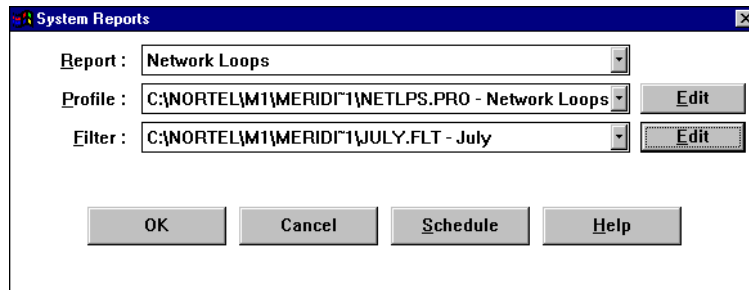 System Reports
Report : Network Loops
Profile : C:\NORTEL\M1\MERIDI~1\NETLPS.PRO - Network Loops Edit
Filter : C:\NORTEL\M1\MERIDI~1\JULY.FLT - July Edit
OK Cancel Schedule Help